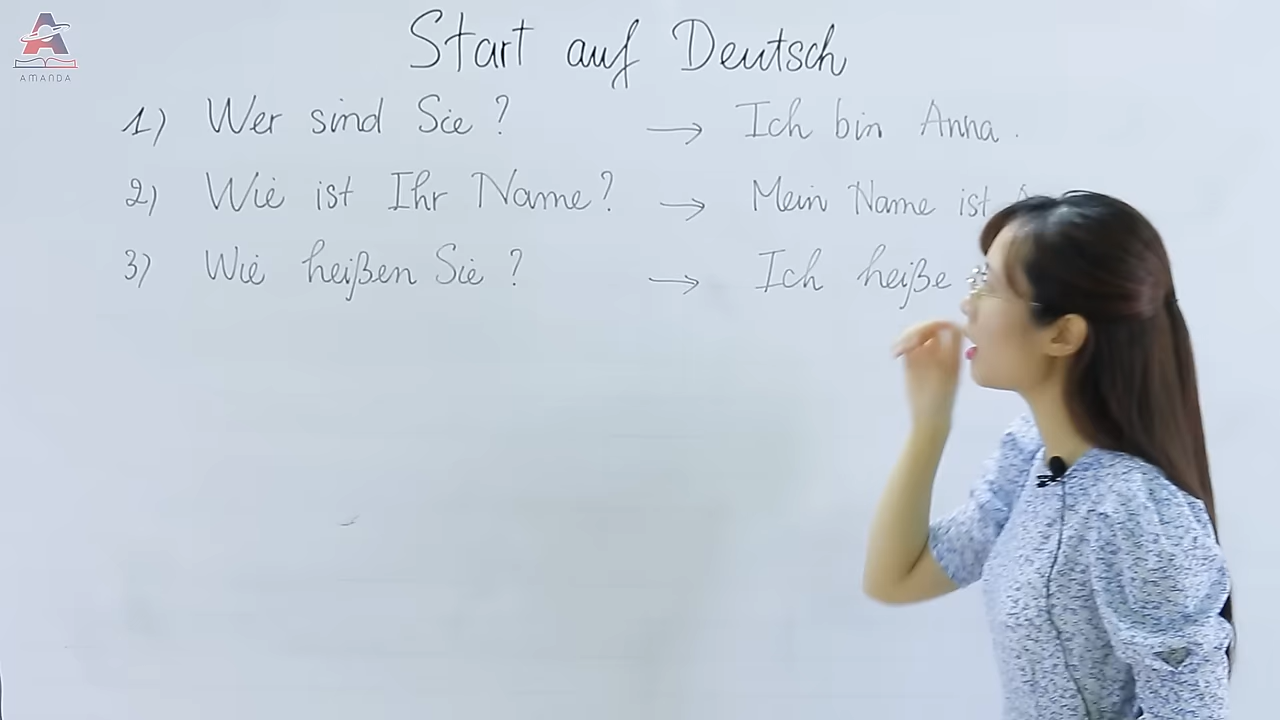 AMANDA
Start auf Deutsch
1) Wer sind Sie ? → Ich bin Anna.
2) Wie ist Ihr Name? → Mein Name ist
3) Wie heißen Sie ? → Ich heiße